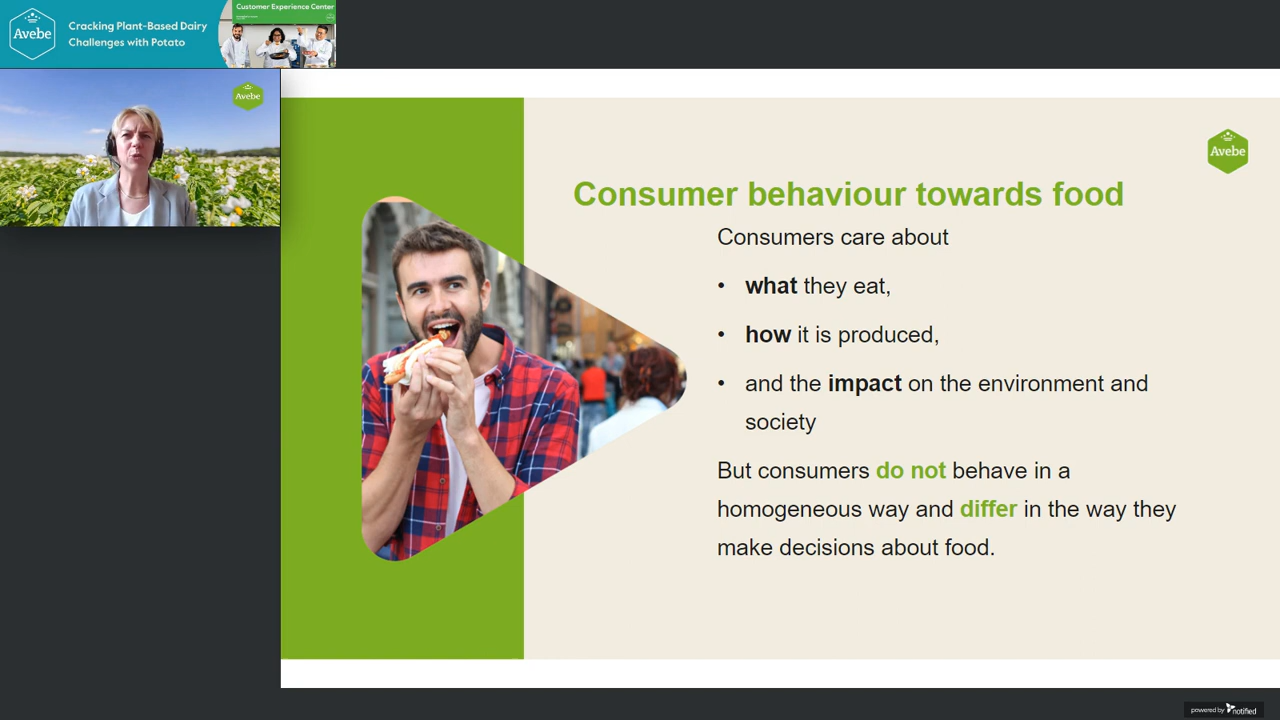 Avebe
Cracking Plant-Based Dairy
Challenges with Potato
Customer Experience Center
Avebe
Avebe
Consumer behaviour towards food
Consumers care about
• what they eat,
• how it is produced,
• and the impact on the environment and
society
But consumers do not behave in a
homogeneous way and differ in the way they
make decisions about food.
powered by notified